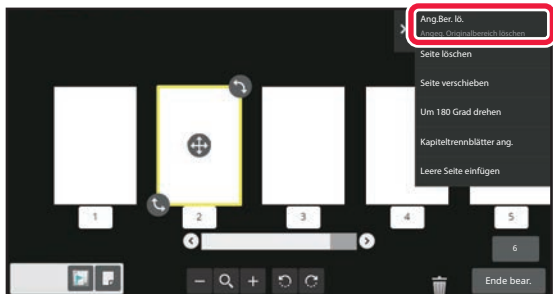 Ang.Ber. lö.
Angeg. Originalbereich löschen
Seite löschen
Seite verschieben
Um 180 Grad drehen
Kapiteltrennblätter ang.
Leere Seite einfügen
1
2
3
4
5
6
Ende bear.